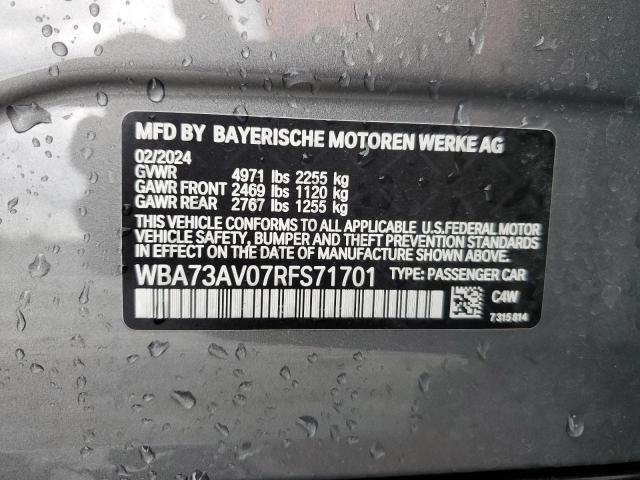 MFD BY BAYERISCHE MOTOREN WERKE AG
02/2024
GVWR 4971 lbs 2255 kg
GAWR FRONT 2469 lbs 1120 kg
GAWR REAR 2767 lbs 1255 kg
THIS VEHICLE CONFORMS TO ALL APPLICABLE U.S.FEDERAL MOTOR
VEHICLE SAFETY, BUMPER AND THEFT PREVENTION STANDARDS
IN EFFECT ON THE DATE OF MANUFACTURE SHOWN ABOVE.
WBA73AV07RFS71701 TYPE: PASSENGER CAR
C4W
7315814